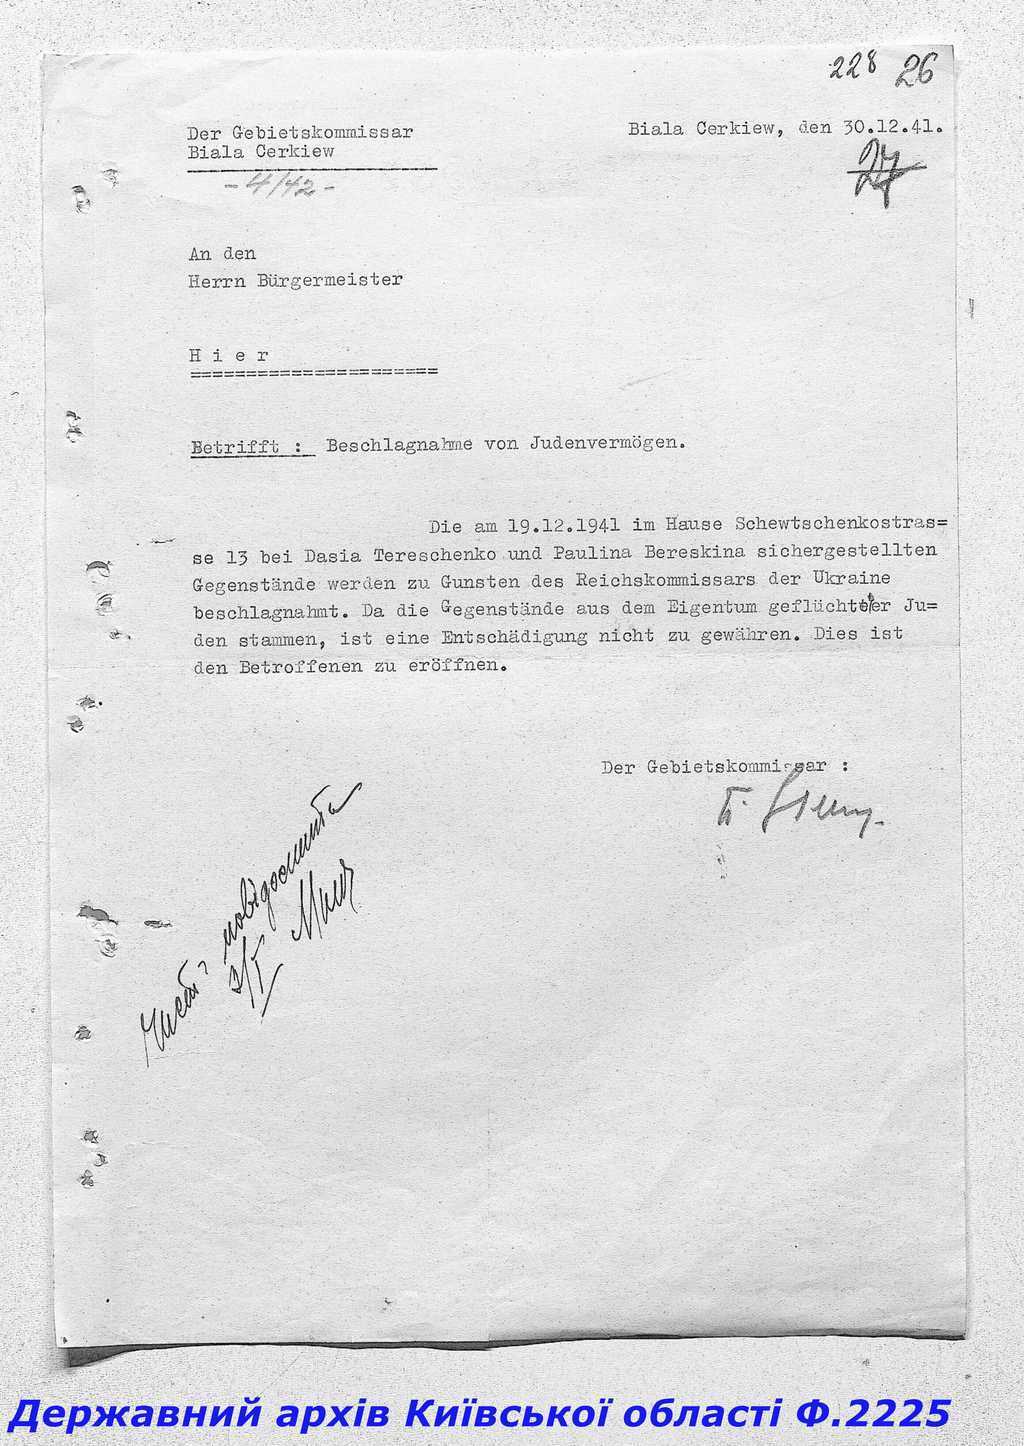 228 26
Der Gebietskommissar
Biala Cerkiew
Biala Cerkiew, den 30.12.41.
- 4/42 -
27
An den
Herrn Bürgermeister
H i e r
======================
Betrifft : Beschlagnahme von Judenvermögen.
Die am 19.12.1941 im Hause Schewtschenkostras=
se 13 bei Dasia Tereschenko und Paulina Bereskina sichergestellten
Gegenstände werden zu Gunsten des Reichskommissars der Ukraine
beschlagnahmt. Da die Gegenstände aus dem Eigentum geflüchteter Ju=
den stammen, ist eine Entschädigung nicht zu gewähren. Dies ist
den Betroffenen zu eröffnen.
Der Gebietskommissar :
повідомити
Державний архів Київської області Ф.2225